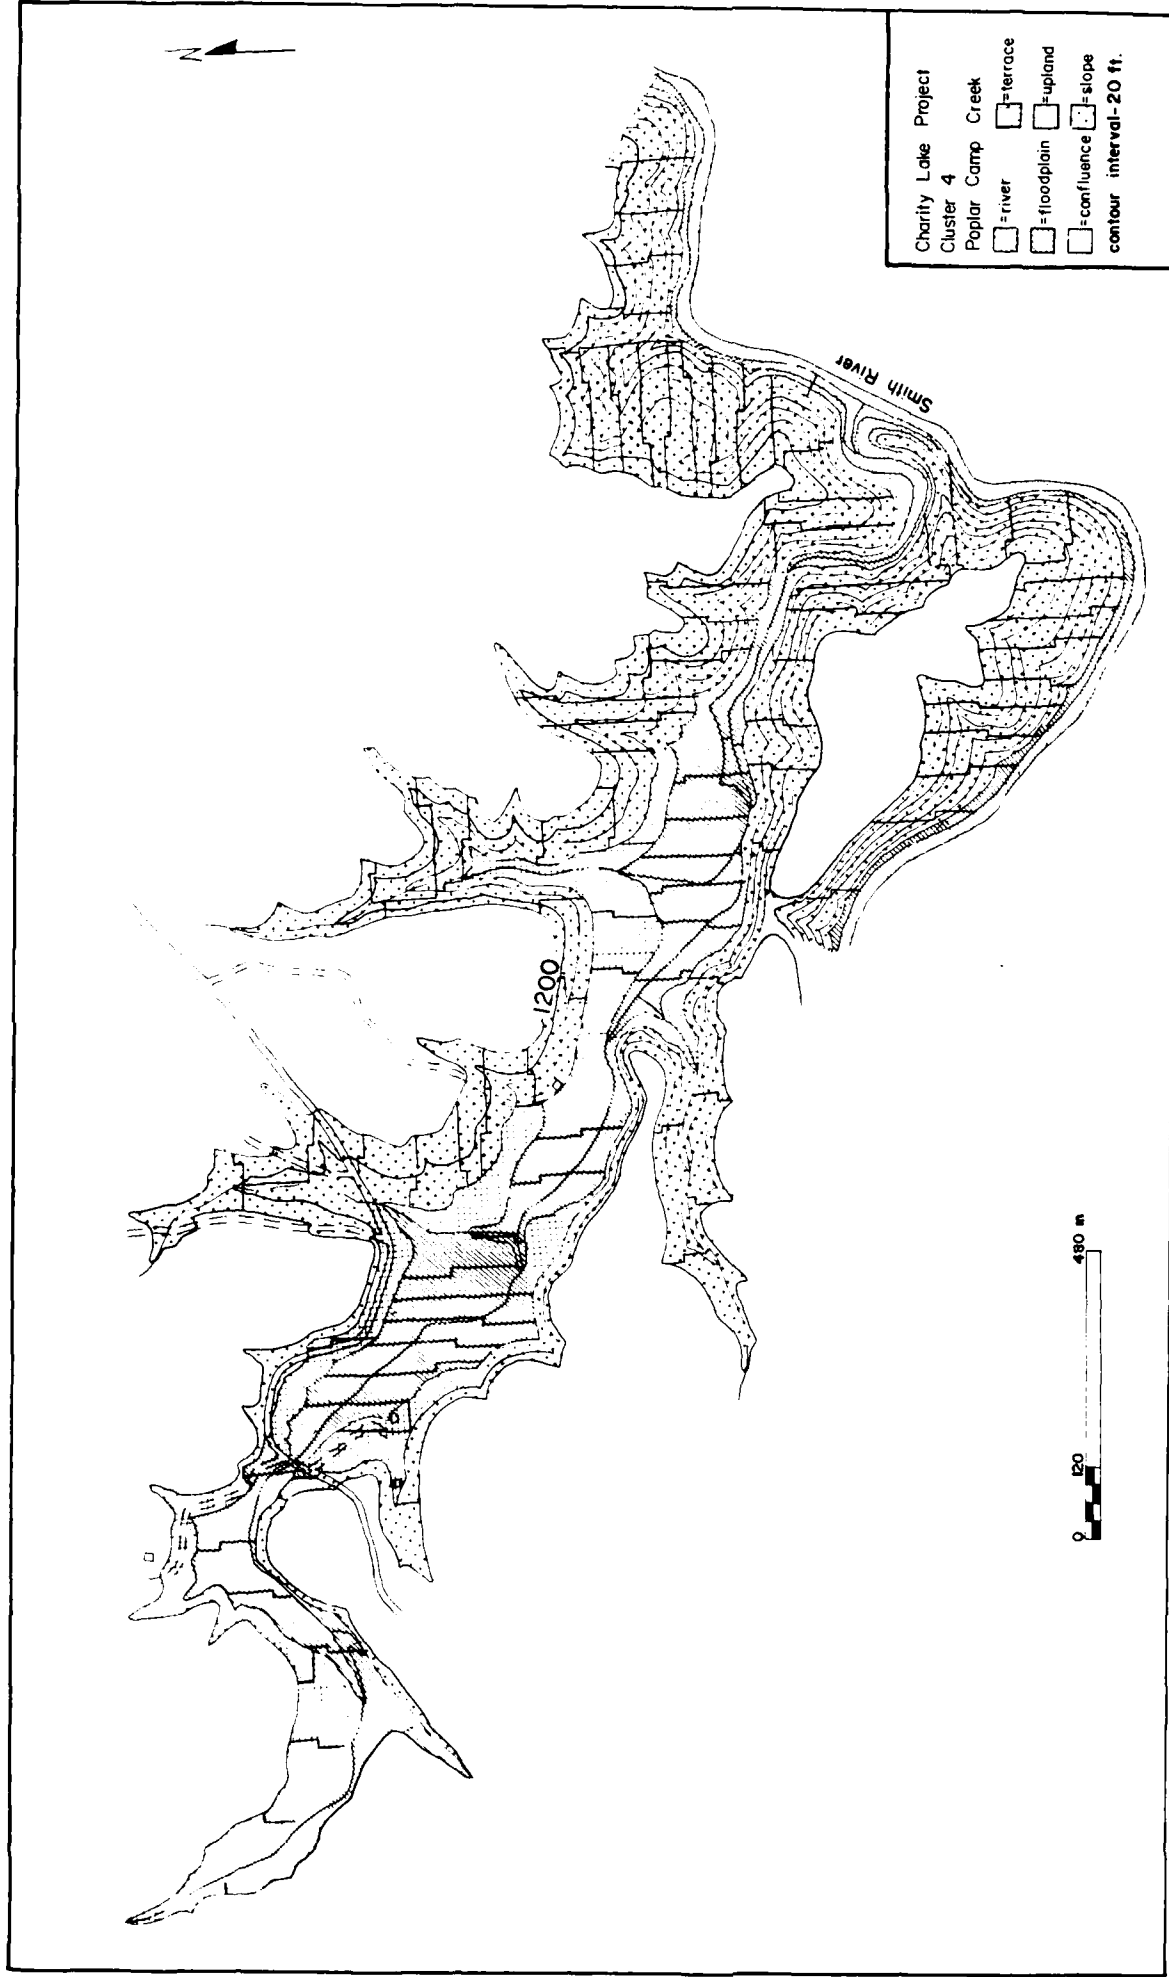 N
Smith River
1200
Charity Lake Project
Cluster 4
Poplar Camp Creek
=river =terrace
=floodplain =upland
=confluence =slope
contour interval-20 ft.
0 120 480 m